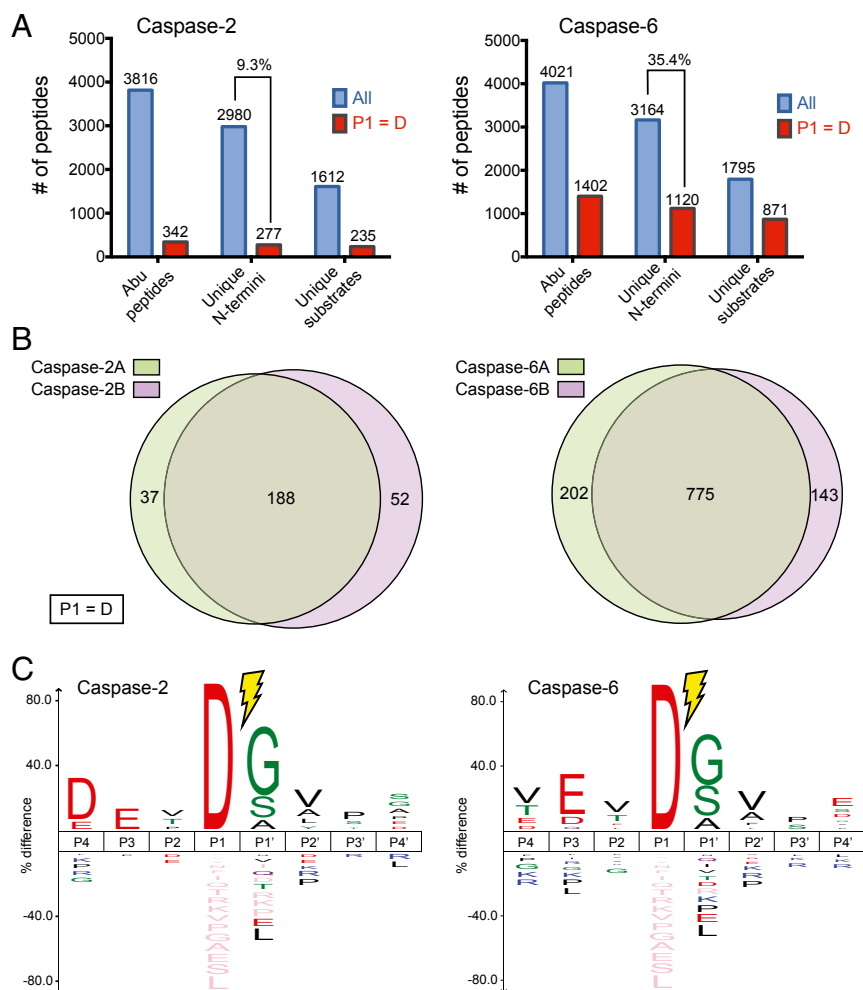 A
Caspase-2
# of peptides
5000
4000
3000
2000
1000
0
3816
342
2980
277
9.3%
1612
235
All
P1 = D
Abu
peptides
Unique
N-termini
Unique
substrates
Caspase-6
# of peptides
5000
4000
3000
2000
1000
0
4021
1402
3164
1120
35.4%
1795
871
All
P1 = D
Abu
peptides
Unique
N-termini
Unique
substrates
B
Caspase-2A
Caspase-2B
37
188
52
P1 = D
Caspase-6A
Caspase-6B
202
775
143
C
Caspase-2
% difference
80.0
40.0
-40.0
-80.0
D E V D G V P S
E T S A G
A A
P4 P3 P2 P1 P1' P2' P3' P4'
Caspase-6
% difference
80.0
40.0
-40.0
-80.0
V E V D G V P E
T D T S A S
E A
P4 P3 P2 P1 P1' P2' P3' P4'